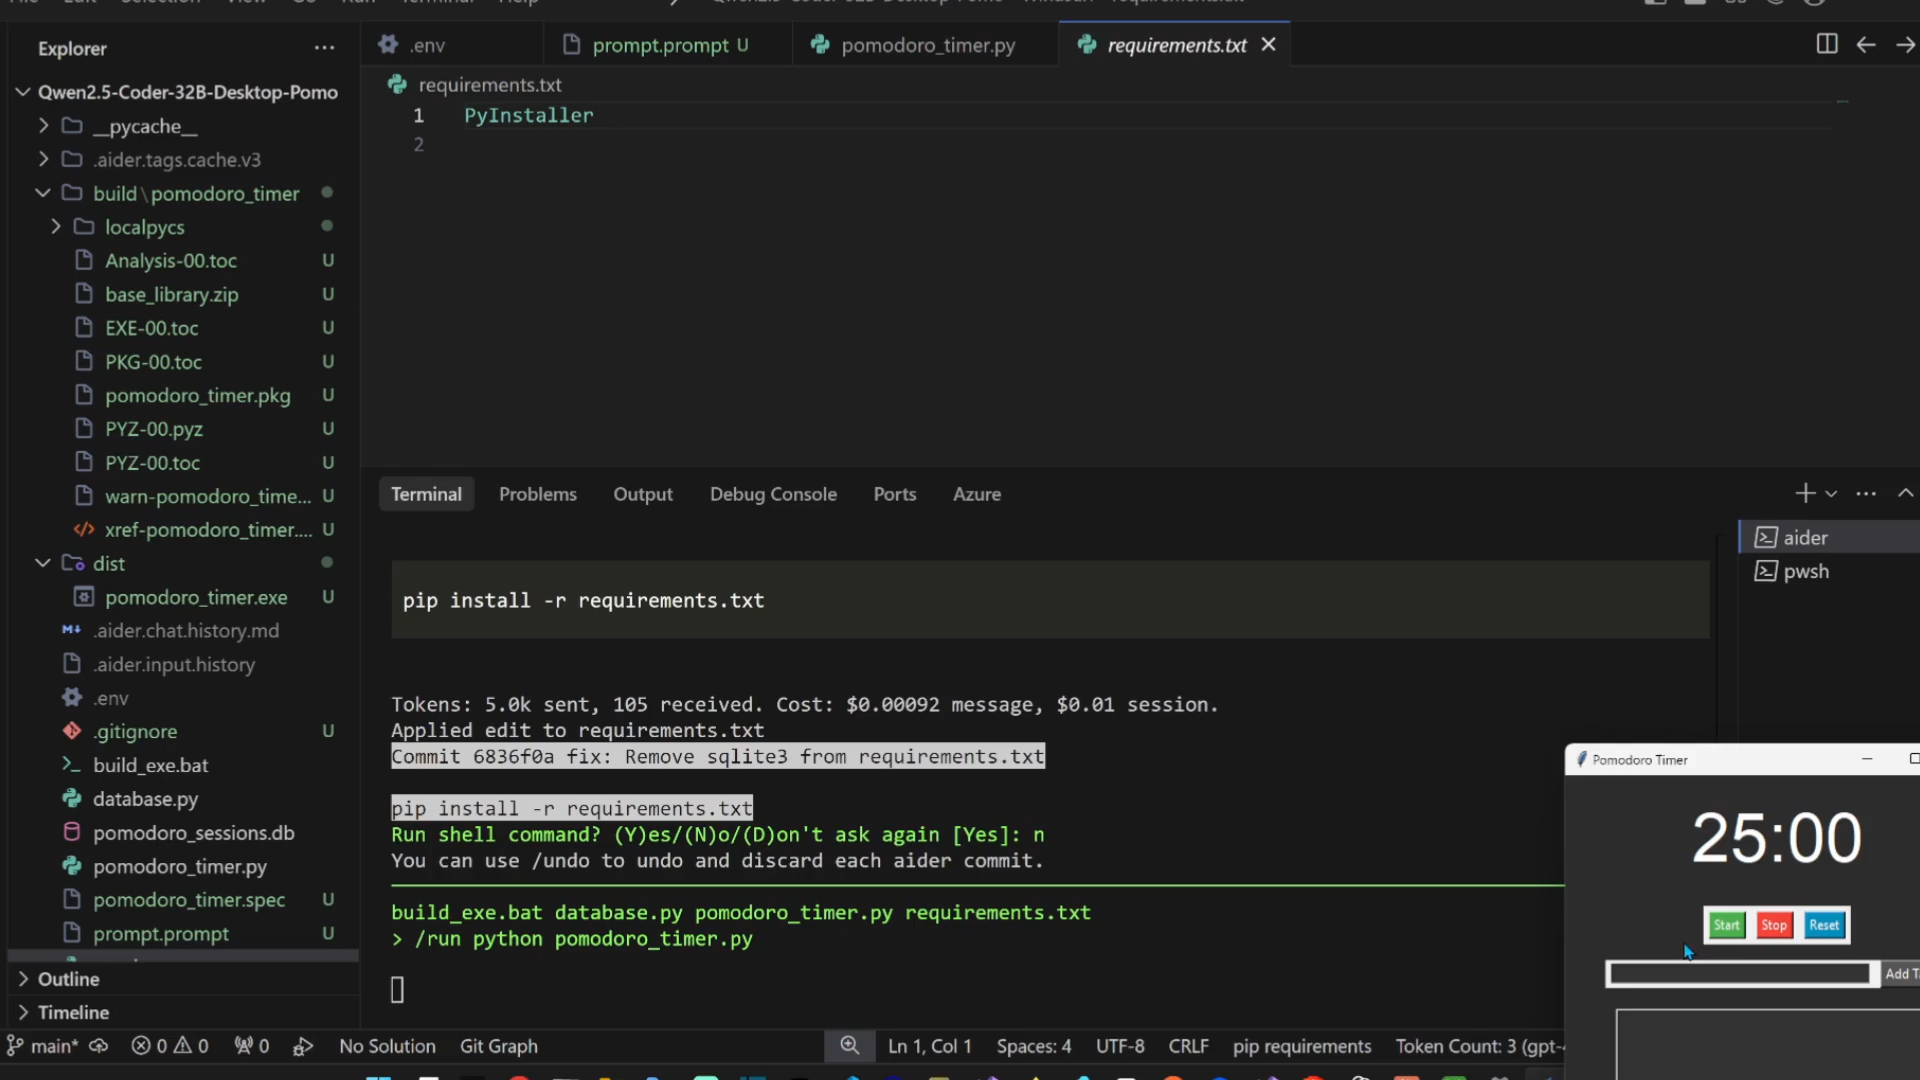 Explorer
.env
prompt.prompt U
pomodoro_timer.py
requirements.txt
requirements.txt
1 PyInstaller
2
Qwen2.5-Coder-32B-Desktop-Pomo
__pycache__
.aider.tags.cache.v3
build\pomodoro_timer
localpycs
Analysis-00.toc U
base_library.zip U
EXE-00.toc U
PKG-00.toc U
pomodoro_timer.pkg U
PYZ-00.pyz U
PYZ-00.toc U
warn-pomodoro_time... U
xref-pomodoro_timer.... U
dist
pomodoro_timer.exe U
.aider.chat.history.md
.aider.input.history
.env
.gitignore U
build_exe.bat
database.py
pomodoro_sessions.db
pomodoro_timer.py
pomodoro_timer.spec U
prompt.prompt U
Outline
Timeline
Terminal Problems Output Debug Console Ports Azure
aider
pwsh
pip install -r requirements.txt
Tokens: 5.0k sent, 105 received. Cost: $0.00092 message, $0.01 session.
Applied edit to requirements.txt
Commit 6836f0a fix: Remove sqlite3 from requirements.txt
pip install -r requirements.txt
Run shell command? (Y)es/(N)o/(D)on't ask again [Yes]: n
You can use /undo to undo and discard each aider commit.
build_exe.bat database.py pomodoro_timer.py requirements.txt
> /run python pomodoro_timer.py
Pomodoro Timer
25:00
Start Stop Reset
Add T
main* 0 0 0 No Solution Git Graph Ln 1, Col 1 Spaces: 4 UTF-8 CRLF pip requirements Token Count: 3 (gpt-